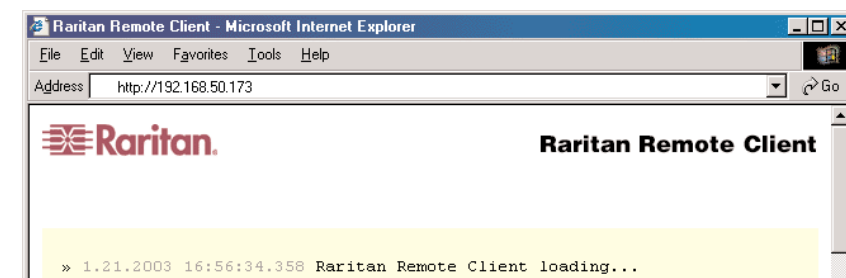 Raritan Remote Client - Microsoft Internet Explorer
File Edit View Favorites Tools Help
Address http://192.168.50.173 Go
Raritan. Raritan Remote Client
» 1.21.2003 16:56:34.358 Raritan Remote Client loading...